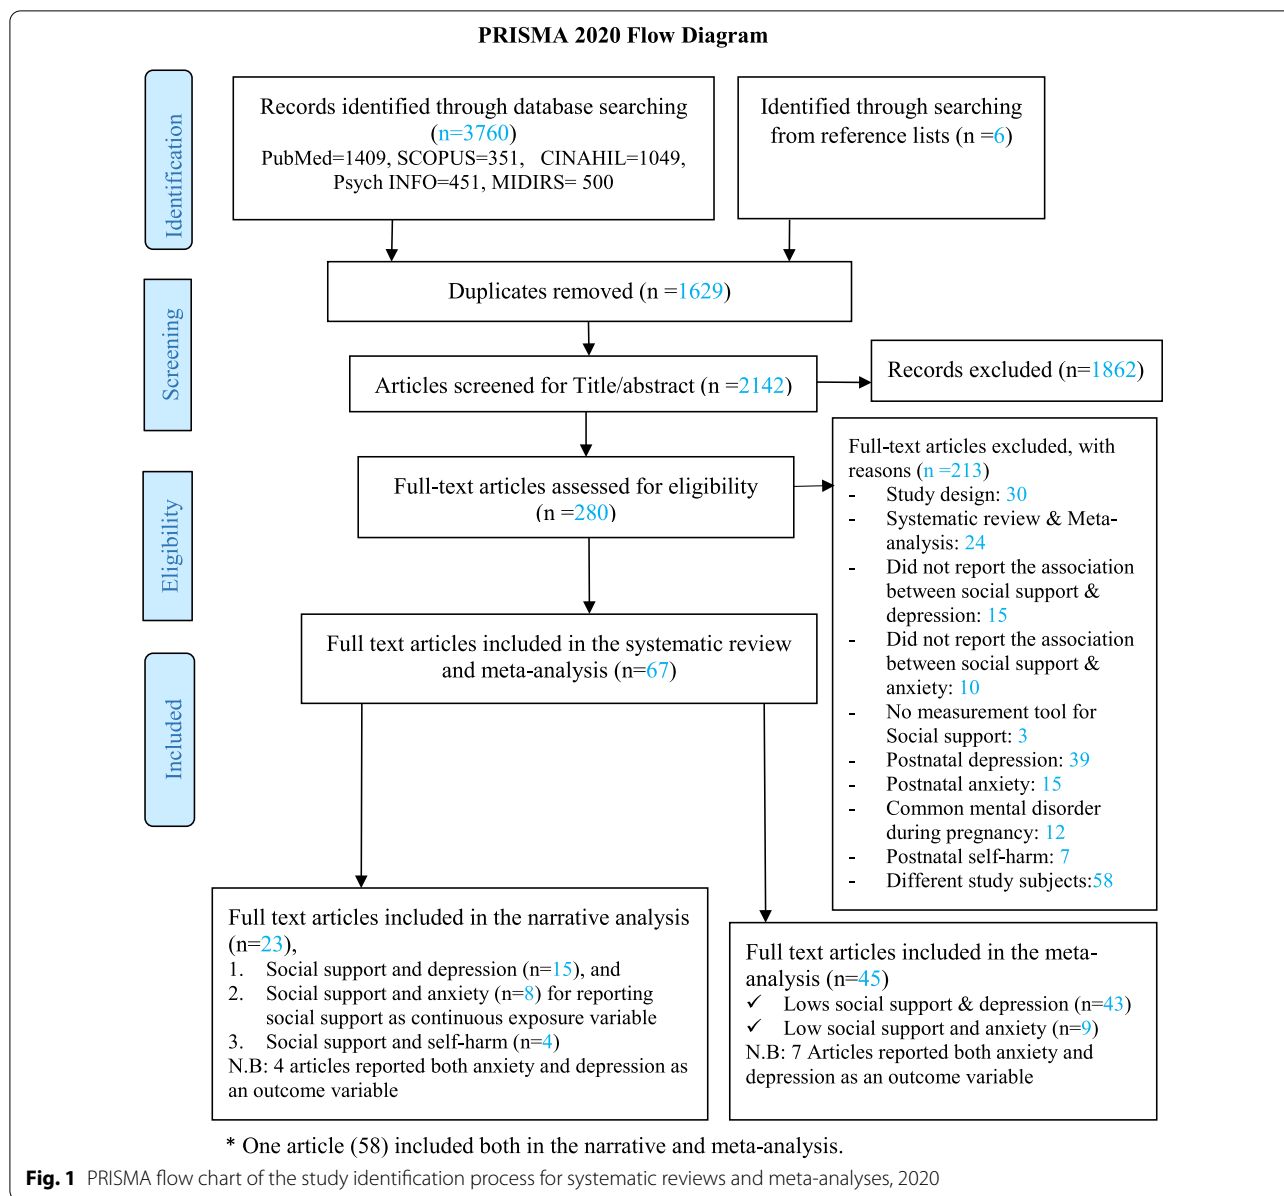 PRISMA 2020 Flow Diagram
Identification
Records identified through database searching
(n=3760)
PubMed=1409, SCOPUS=351, CINAHIL=1049,
Psych INFO=451, MIDIRS= 500
Identified through searching
from reference lists (n =6)
Duplicates removed (n =1629)
Screening
Articles screened for Title/abstract (n =2142)
Records excluded (n=1862)
Eligibility
Full-text articles assessed for eligibility
(n =280)
Full-text articles excluded, with
reasons (n =213)
- Study design: 30
- Systematic review & Meta-
analysis: 24
- Did not report the association
between social support &
depression: 15
- Did not report the association
between social support &
anxiety: 10
- No measurement tool for
Social support: 3
- Postnatal depression: 39
- Postnatal anxiety: 15
- Common mental disorder
during pregnancy: 12
- Postnatal self-harm: 7
- Different study subjects:58
Full text articles included in the systematic review
and meta-analysis (n=67)
Included
Full text articles included in the narrative analysis
(n=23),
1. Social support and depression (n=15), and
2. Social support and anxiety (n=8) for reporting
social support as continuous exposure variable
3. Social support and self-harm (n=4)
N.B: 4 articles reported both anxiety and depression as
an outcome variable
Full text articles included in the meta-
analysis (n=45)
✓ Lows social support & depression (n=43)
✓ Low social support and anxiety (n=9)
N.B: 7 Articles reported both anxiety and
depression as an outcome variable
* One article (58) included both in the narrative and meta-analysis.
Fig. 1 PRISMA flow chart of the study identification process for systematic reviews and meta-analyses, 2020